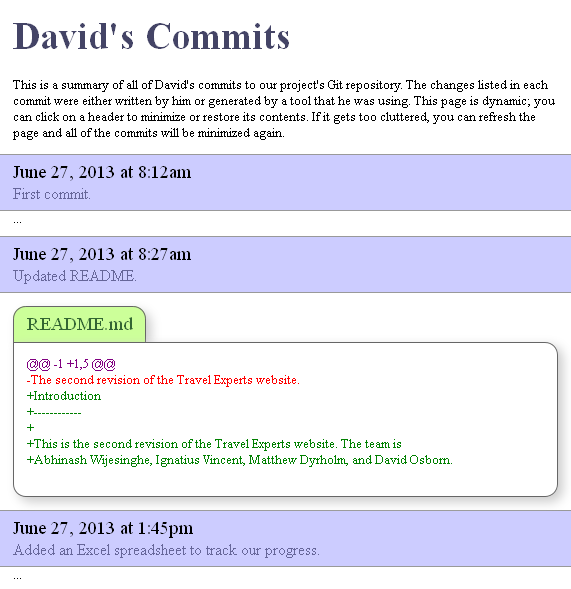 David's Commits
This is a summary of all of David's commits to our project's Git repository. The changes listed in each
commit were either written by him or generated by a tool that he was using. This page is dynamic; you
can click on a header to minimize or restore its contents. If it gets too cluttered, you can refresh the
page and all of the commits will be minimized again.
June 27, 2013 at 8:12am
First commit.
...
June 27, 2013 at 8:27am
Updated README.
README.md
@@ -1 +1,5 @@
-The second revision of the Travel Experts website.
+Introduction
+------------
+
+This is the second revision of the Travel Experts website. The team is
+Abhinash Wijesinghe, Ignatius Vincent, Matthew Dyrholm, and David Osborn.
June 27, 2013 at 1:45pm
Added an Excel spreadsheet to track our progress.
...